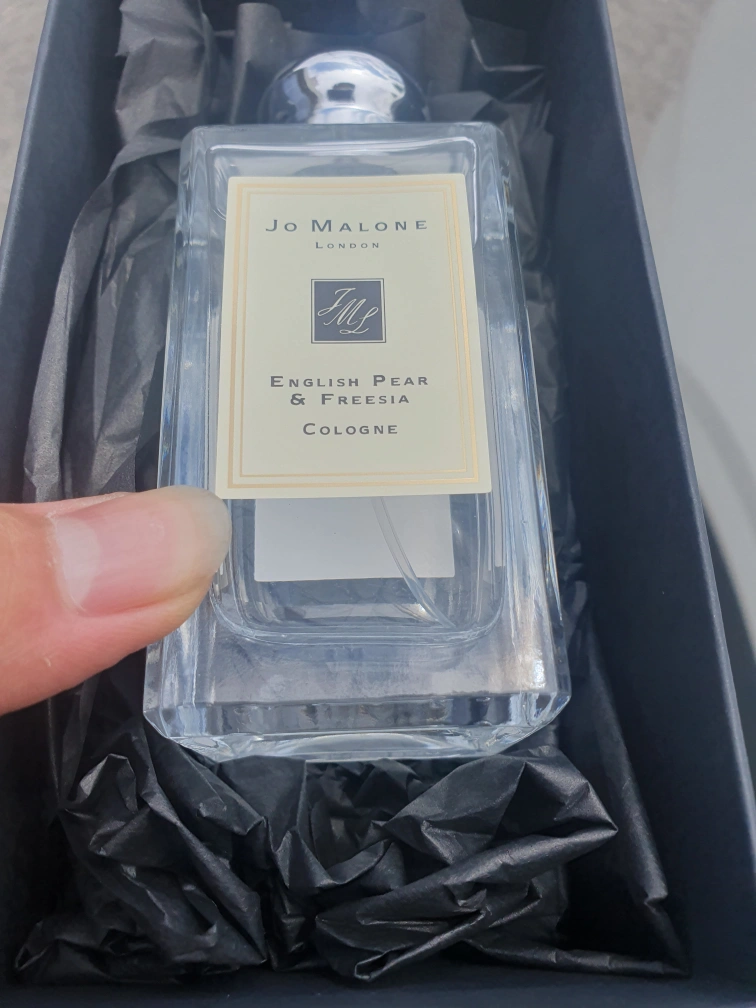 Jo Malone
London
JML
English Pear
& Freesia
Cologne